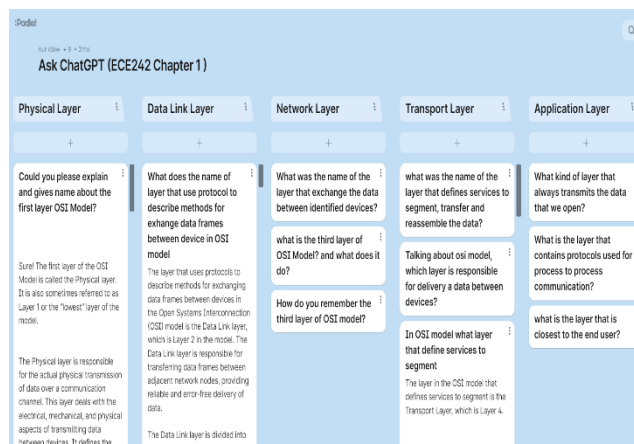 :Padlet
nur idaw + 9 • 2mo
Ask ChatGPT (ECE242 Chapter 1 )
Physical Layer
Could you please explain
and gives name about the
first layer OSI Model?
Sure! The first layer of the OSI
Model is called the Physical layer.
It is also sometimes referred to as
Layer 1 or the "lowest" layer of the
model.
The Physical layer is responsible
for the actual physical transmission
of data over a communication
channel. This layer deals with the
electrical, mechanical, and physical
aspects of transmitting data
between devices. It defines the
Data Link Layer
What does the name of
layer that use protocol to
describe methods for
exhange data frames
between device in OSI
model
The layer that uses protocols to
describe methods for exchanging
data frames between devices in
the Open Systems Interconnection
(OSI) model is the Data Link layer,
which is Layer 2 in the model. The
Data Link layer is responsible for
transferring data frames between
adjacent network nodes, providing
reliable and error-free delivery of
data.
The Data Link layer is divided into
Network Layer
What was the name of the
layer that exchange the data
between identified devices?
what is the third layer of
OSI Model? and what does it
do?
How do you remember the
third layer of OSI model?
Transport Layer
what was the name of the
layer that defines services to
segment, transfer and
reassemble the data?
Talking about osi model,
which layer is responsible
for delivery a data between
devices?
In OSI model what layer
that define services to
segment
The layer in the OSI model that
defines services to segment is the
Transport Layer, which is Layer 4.
Application Layer
What kind of layer that
always transmits the data
that we open?
What is the layer that
contains protocols used for
process to process
communication?
what is the layer that is
closest to the end user?